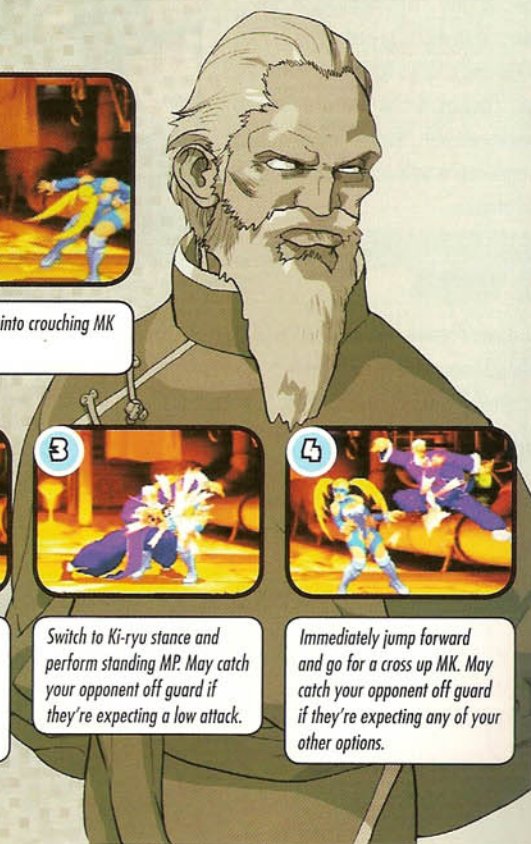 into crouching MK
3
Switch to Ki-ryu stance and
perform standing MP. May catch
your opponent off guard if
they're expecting a low attack.
4
Immediately jump forward
and go for a cross up MK. May
catch your opponent off guard
if they're expecting any of your
other options.